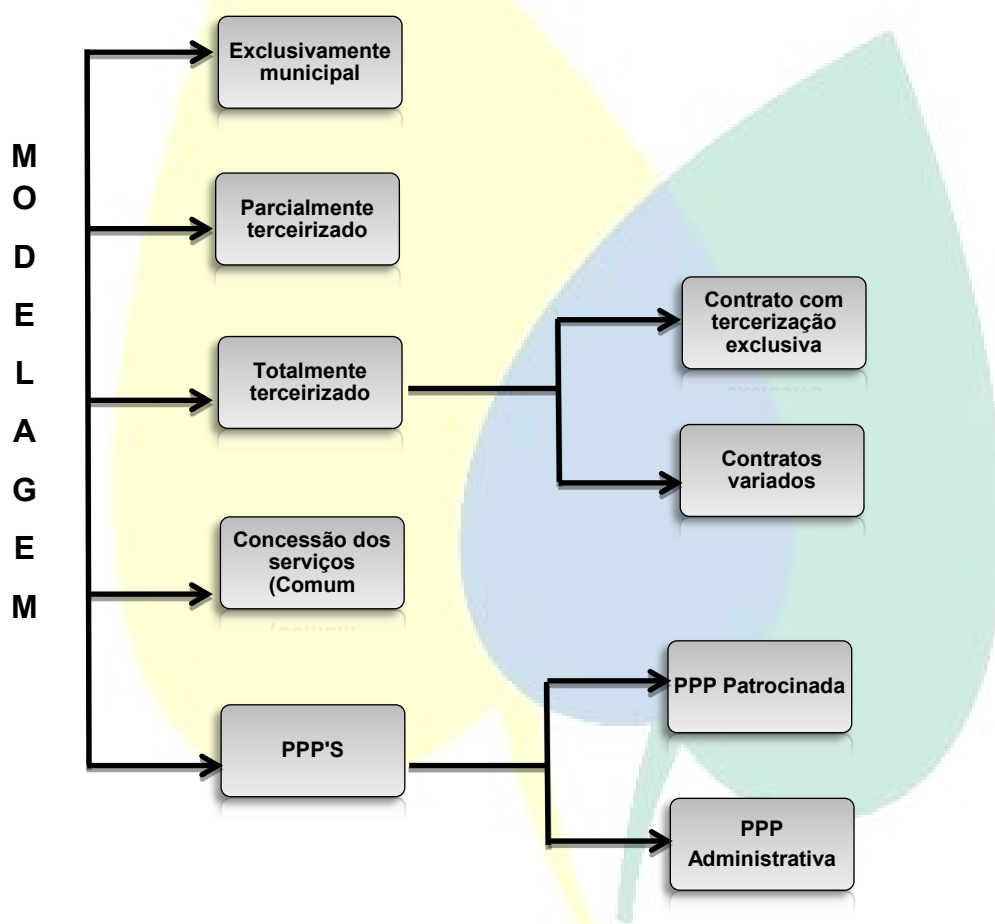 MODELAGEM
Exclusivamente
municipal
Parcialmente
terceirizado
Totalmente
terceirizado
Contrato com
tercerização
exclusiva
Contratos
variados
Concessão dos
serviços
(Comum
PPP'S
PPP Patrocinada
PPP
Administrativa